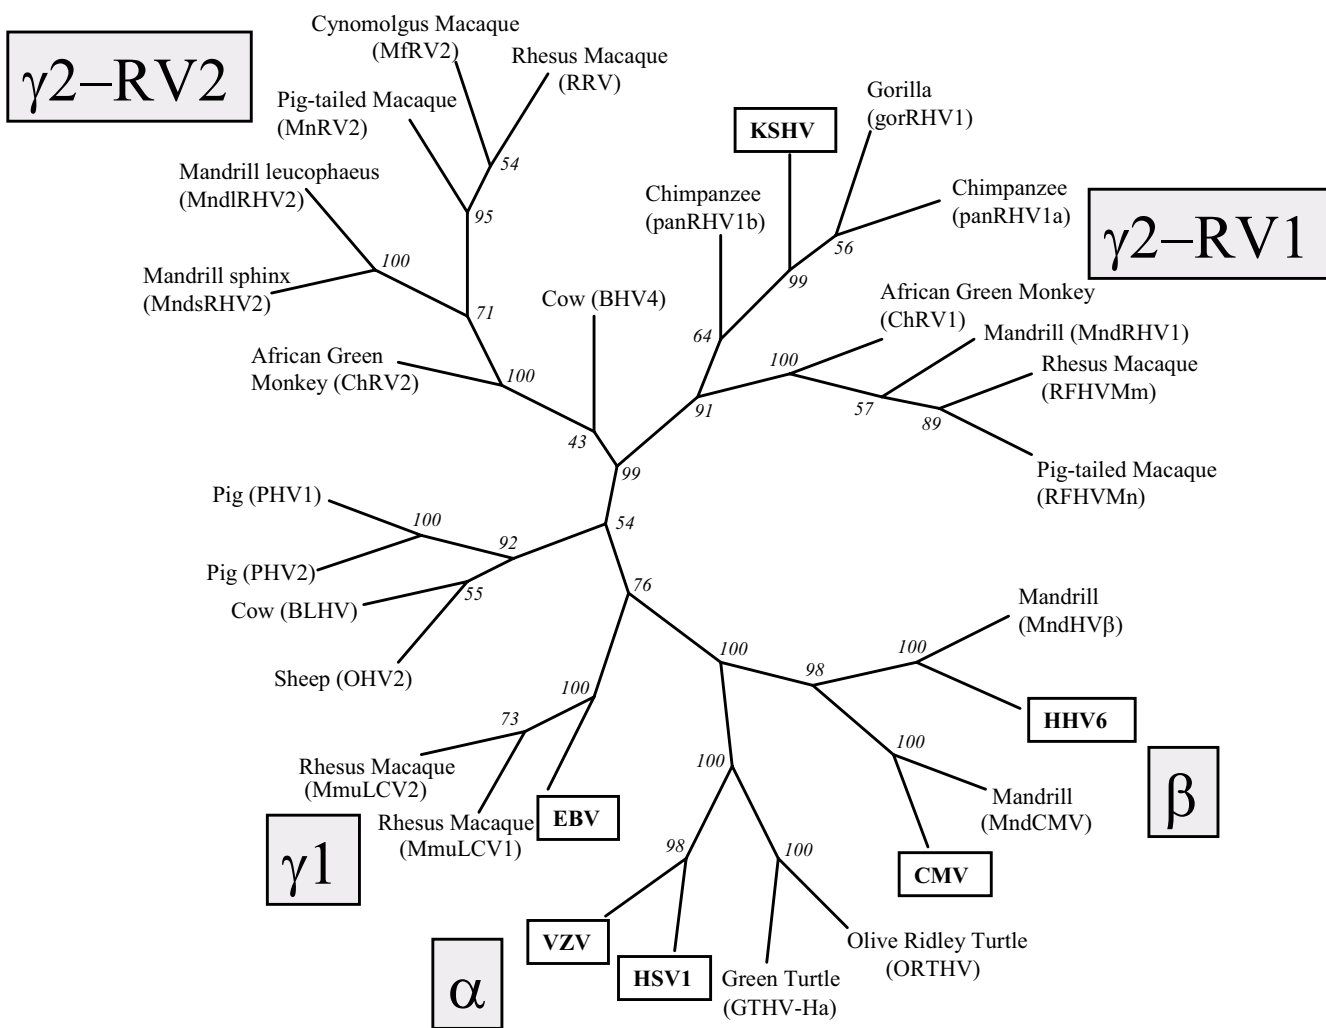 γ2–RV2
Cynomolgus Macaque
(MfRV2)
Rhesus Macaque
(RRV)
Pig-tailed Macaque
(MnRV2)
54
95
Mandrill leucophaeus
(MndlRHV2)
100
Mandrill sphinx
(MndsRHV2)
71
African Green
Monkey (ChRV2)
100
Cow (BHV4)
43
99
KSHV
Gorilla
(gorRHV1)
Chimpanzee
(panRHV1b)
Chimpanzee
(panRHV1a)
γ2–RV1
56
99
64
91
African Green Monkey
(ChRV1)
100
Mandrill (MndRHV1)
57
Rhesus Macaque
(RFHVMm)
89
Pig-tailed Macaque
(RFHVMn)
54
Pig (PHV1)
100
92
Pig (PHV2)
Cow (BLHV)
55
Sheep (OHV2)
76
100
73
Rhesus Macaque
(MmuLCV2)
Rhesus Macaque
(MmuLCV1)
EBV
γ1
100
98
100
Mandrill
(MndHVβ)
HHV6
100
Mandrill
(MndCMV)
CMV
β
100
98
VZV
HSV1
100
Green Turtle
(GTHV-Ha)
Olive Ridley Turtle
(ORTHV)
α